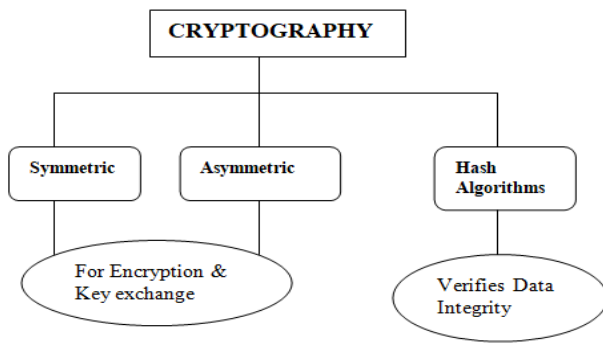 CRYPTOGRAPHY
Symmetric
Asymmetric
Hash
Algorithms
For Encryption &
Key exchange
Verifies Data
Integrity